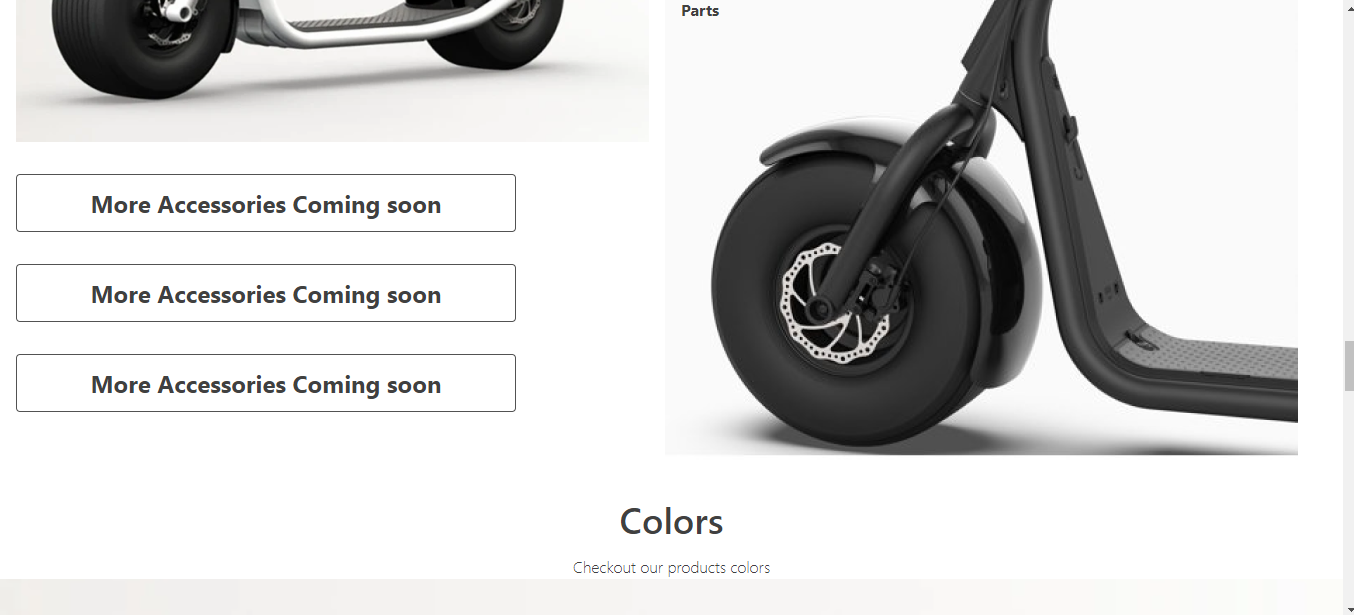 Parts
More Accessories Coming soon
More Accessories Coming soon
More Accessories Coming soon
Colors
Checkout our products colors